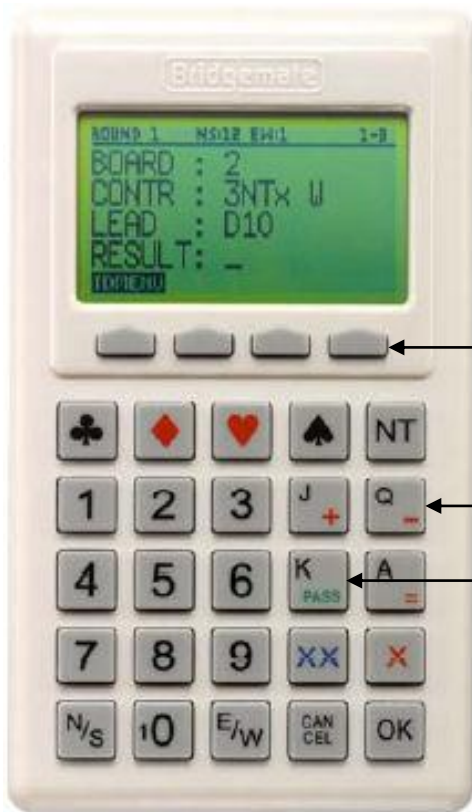 Bridgemate
ROUND 1 NS:12 EW:1 1-B
BOARD : 2
CONTR : 3NTx W
LEAD : D10
RESULT: _
TDMENU
♣ ♦ ♥ ♠ NT
1 2 3 J + Q -
4 5 6 K PASS A =
7 8 9 XX X
N/S 10 E/W CAN CEL OK